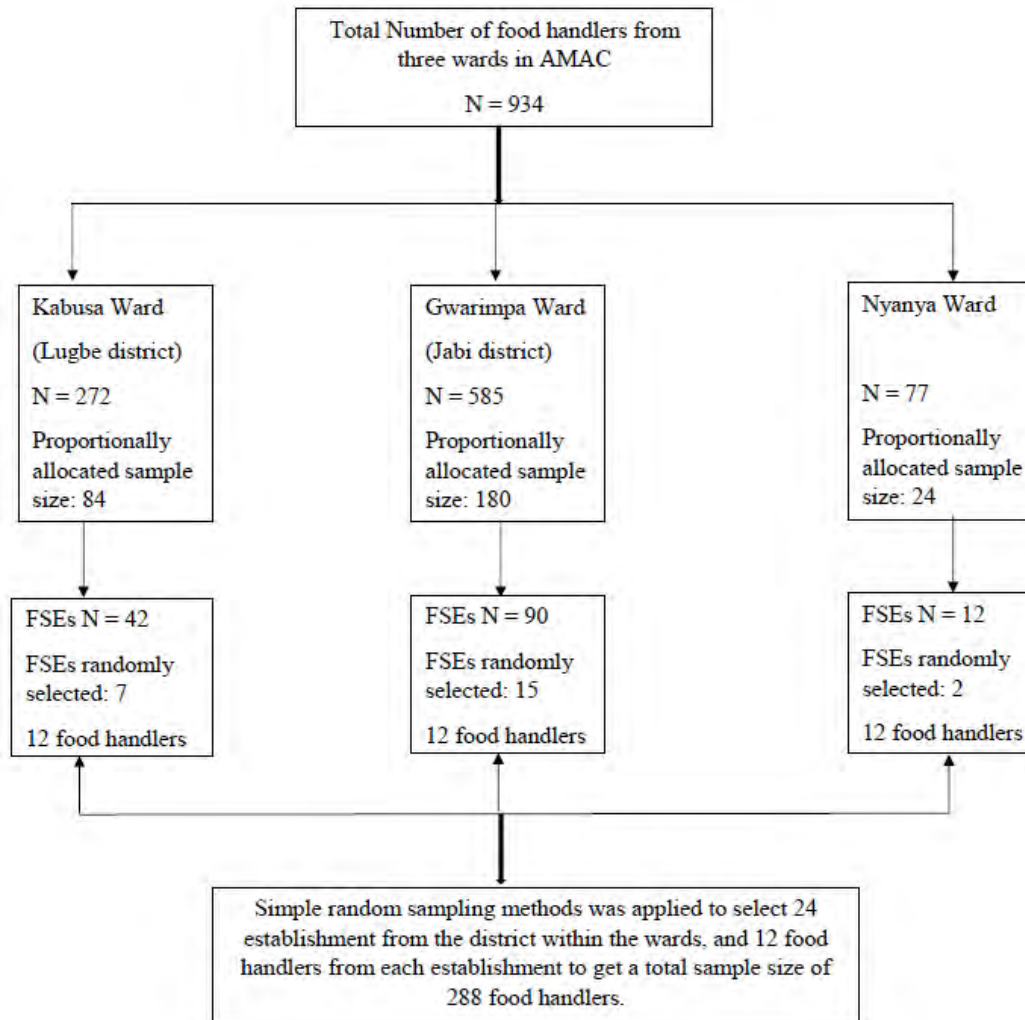 Total Number of food handlers from
three wards in AMAC
N = 934
Kabusa Ward
(Lugbe district)
N = 272
Proportionally
allocated sample
size: 84
Gwarimpa Ward
(Jabi district)
N = 585
Proportionally
allocated sample
size: 180
Nyanya Ward
N = 77
Proportionally
allocated sample
size: 24
FSEs N = 42
FSEs randomly
selected: 7
12 food handlers
FSEs N = 90
FSEs randomly
selected: 15
12 food handlers
FSEs N = 12
FSEs randomly
selected: 2
12 food handlers
Simple random sampling methods was applied to select 24
establishment from the district within the wards, and 12 food
handlers from each establishment to get a total sample size of
288 food handlers.